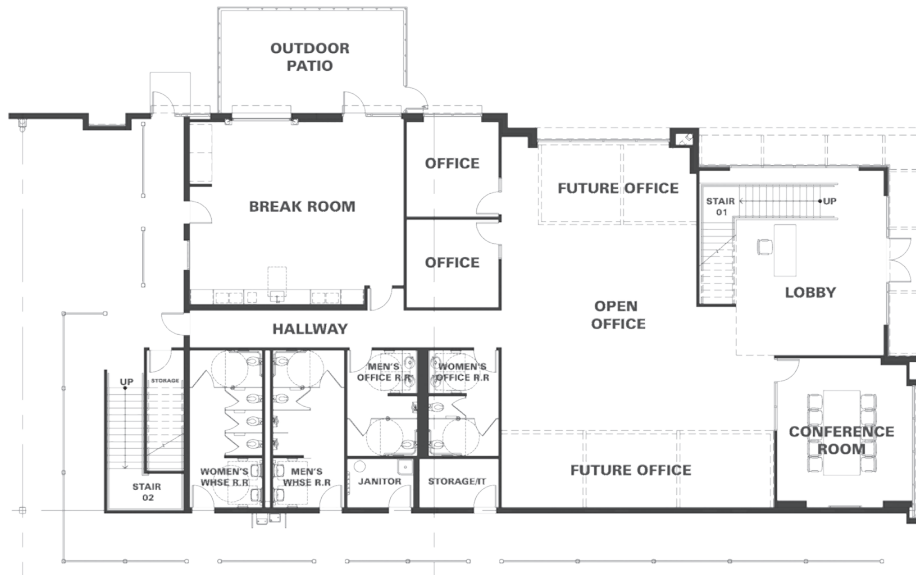 OUTDOOR
PATIO
BREAK ROOM
OFFICE
OFFICE
FUTURE OFFICE
STAIR
01
UP
LOBBY
OPEN
OFFICE
HALLWAY
UP
STORAGE
MEN'S
OFFICE R.R
WOMEN'S
OFFICE R.R
CONFERENCE
ROOM
STAIR
02
WOMEN'S
WHSE R.R
MEN'S
WHSE R.R
JANITOR
STORAGE/IT
FUTURE OFFICE